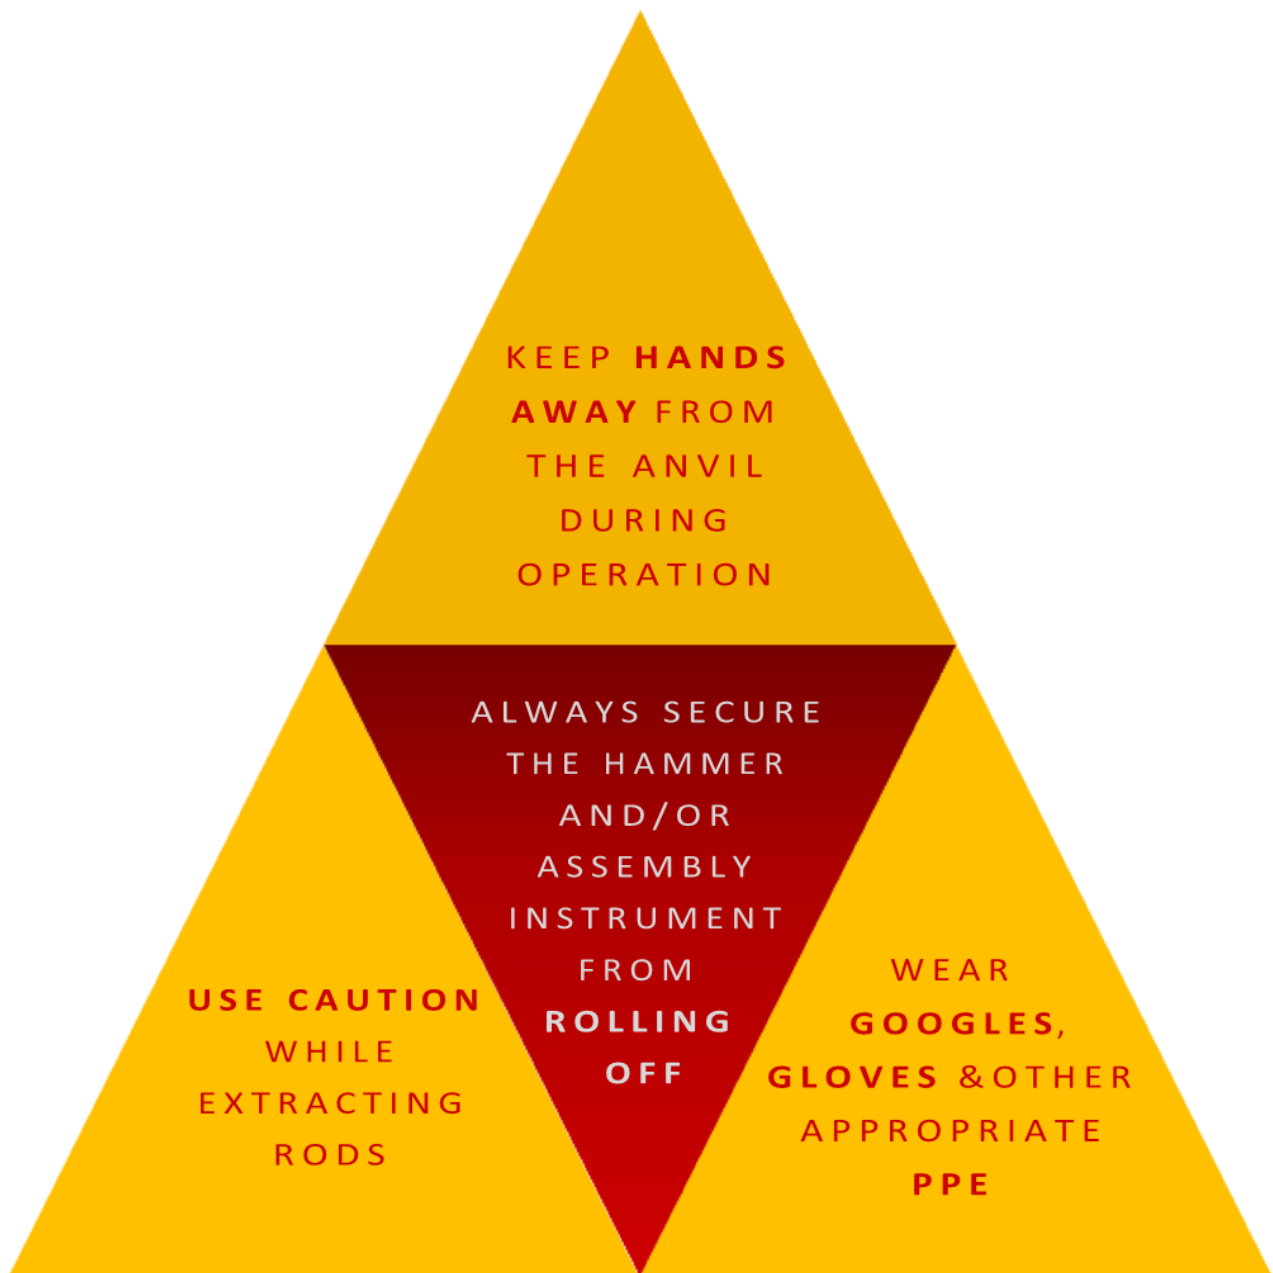 KEEP HANDS
AWAY FROM
THE ANVIL
DURING
OPERATION
ALWAYS SECURE
THE HAMMER
AND/OR
ASSEMBLY
INSTRUMENT
FROM
ROLLING
OFF
USE CAUTION
WHILE
EXTRACTING
RODS
WEAR
GOOGLES,
GLOVES &OTHER
APPROPRIATE
PPE